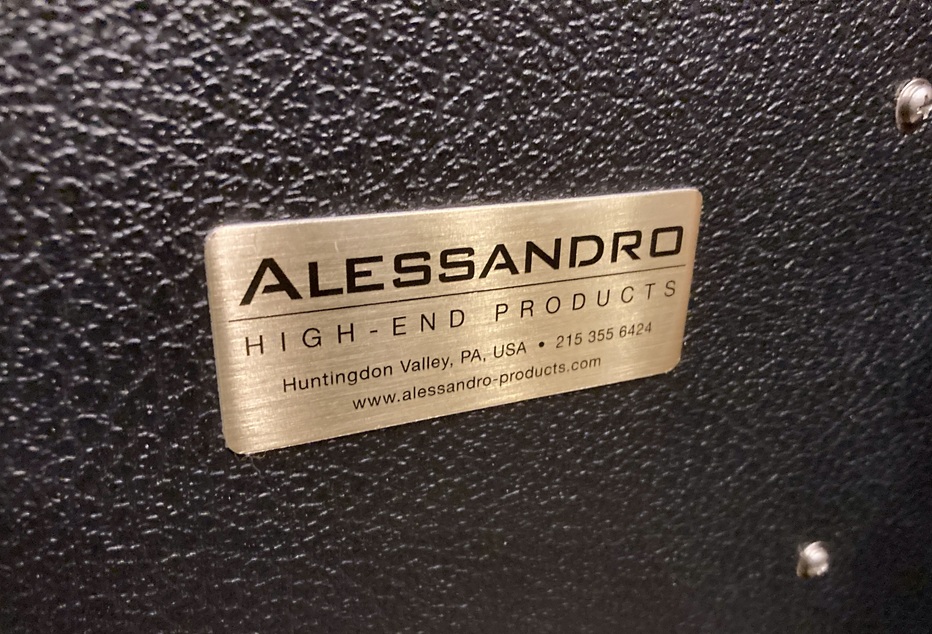 ALESSANDRO
HIGH-END PRODUCTS
Huntingdon Valley, PA, USA • 215 355 6424
www.alessandro-products.com